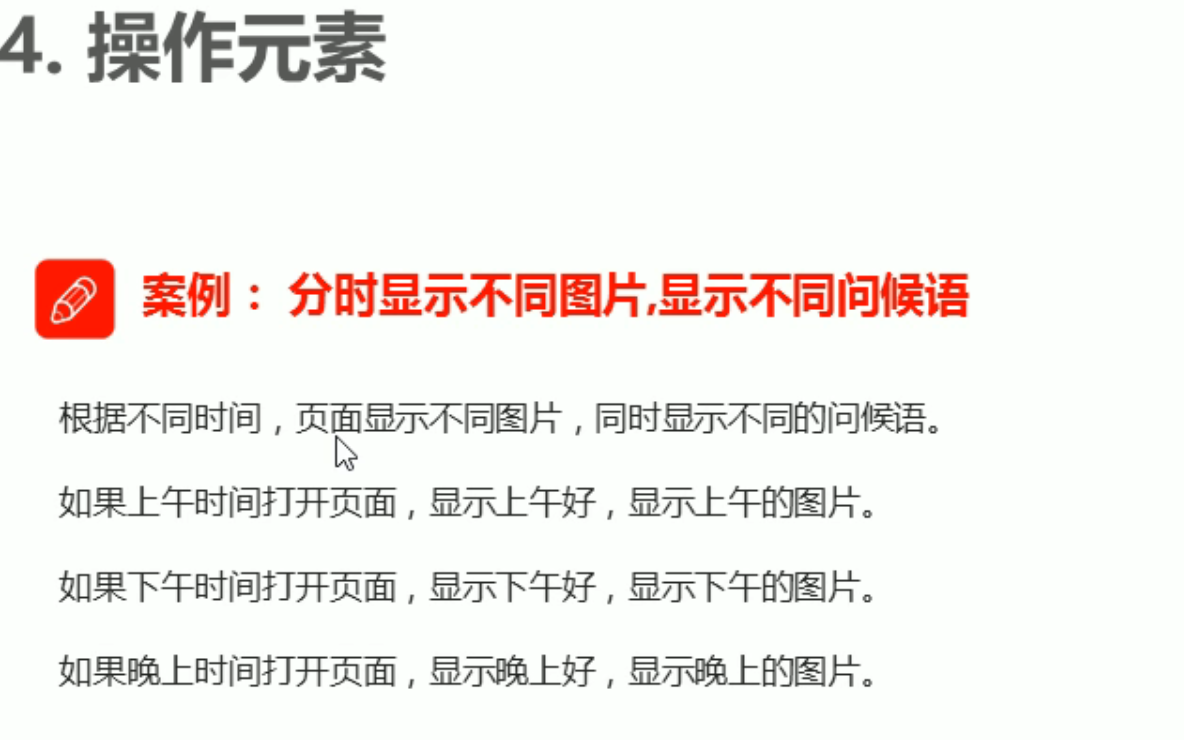 4. 操作元素
案例： 分时显示不同图片,显示不同问候语
根据不同时间，页面显示不同图片，同时显示不同的问候语。
如果上午时间打开页面，显示上午好，显示上午的图片。
如果下午时间打开页面，显示下午好，显示下午的图片。
如果晚上时间打开页面，显示晚上好，显示晚上的图片。